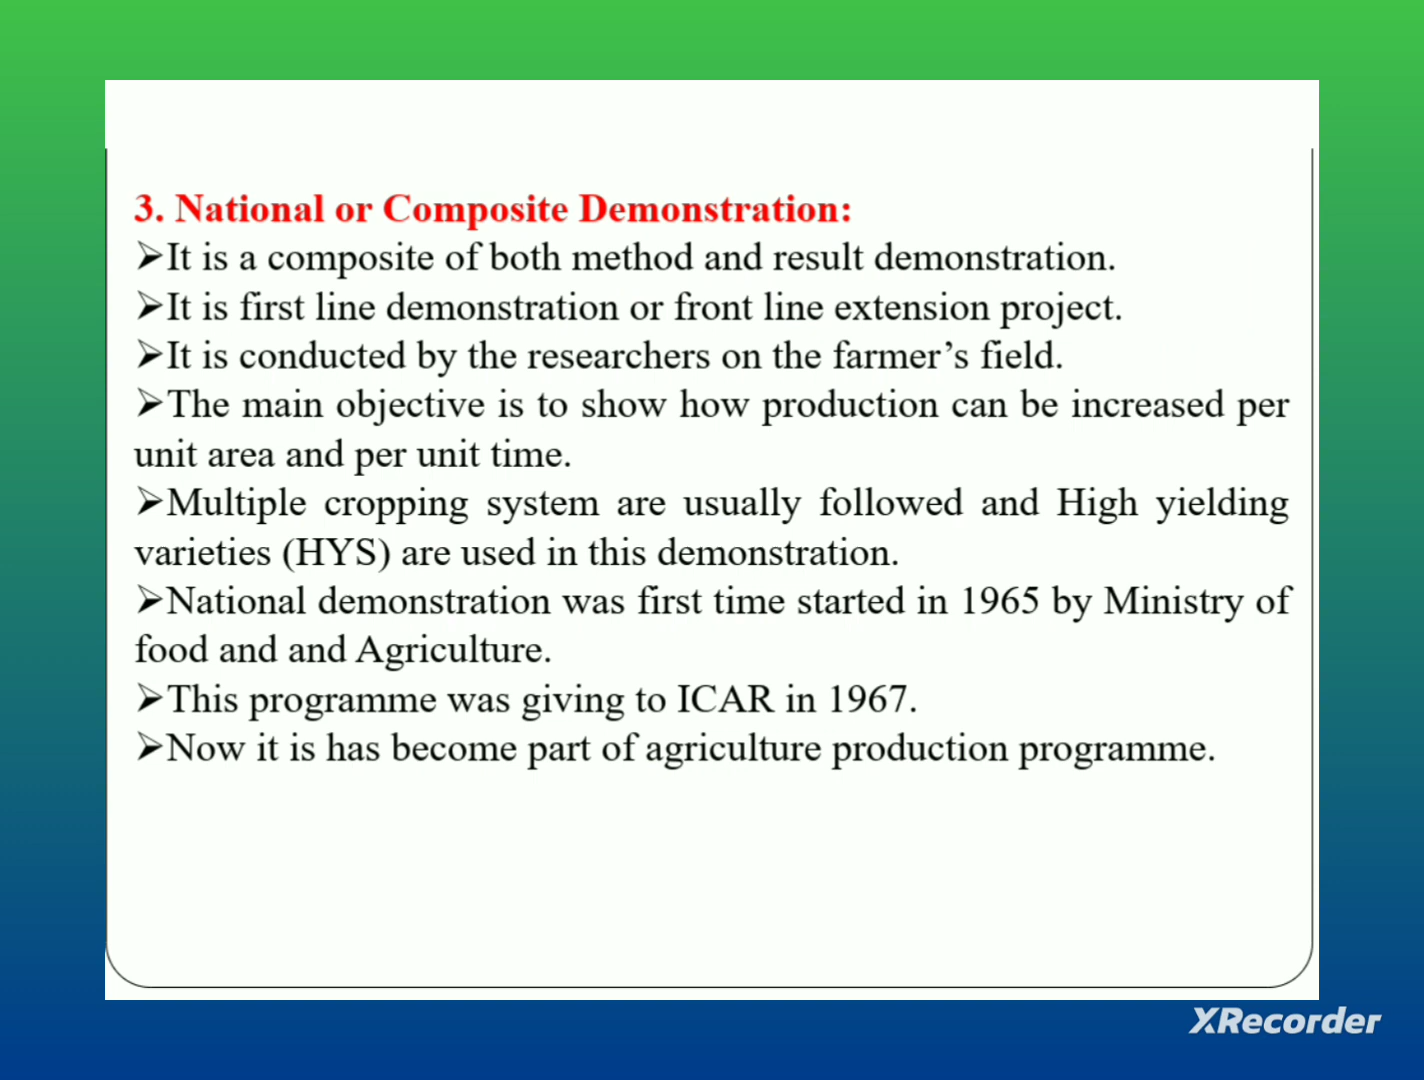 3. National or Composite Demonstration:
➢It is a composite of both method and result demonstration.
➢It is first line demonstration or front line extension project.
➢It is conducted by the researchers on the farmer’s field.
➢The main objective is to show how production can be increased per
unit area and per unit time.
➢Multiple cropping system are usually followed and High yielding
varieties (HYS) are used in this demonstration.
➢National demonstration was first time started in 1965 by Ministry of
food and and Agriculture.
➢This programme was giving to ICAR in 1967.
➢Now it is has become part of agriculture production programme.
XRecorder